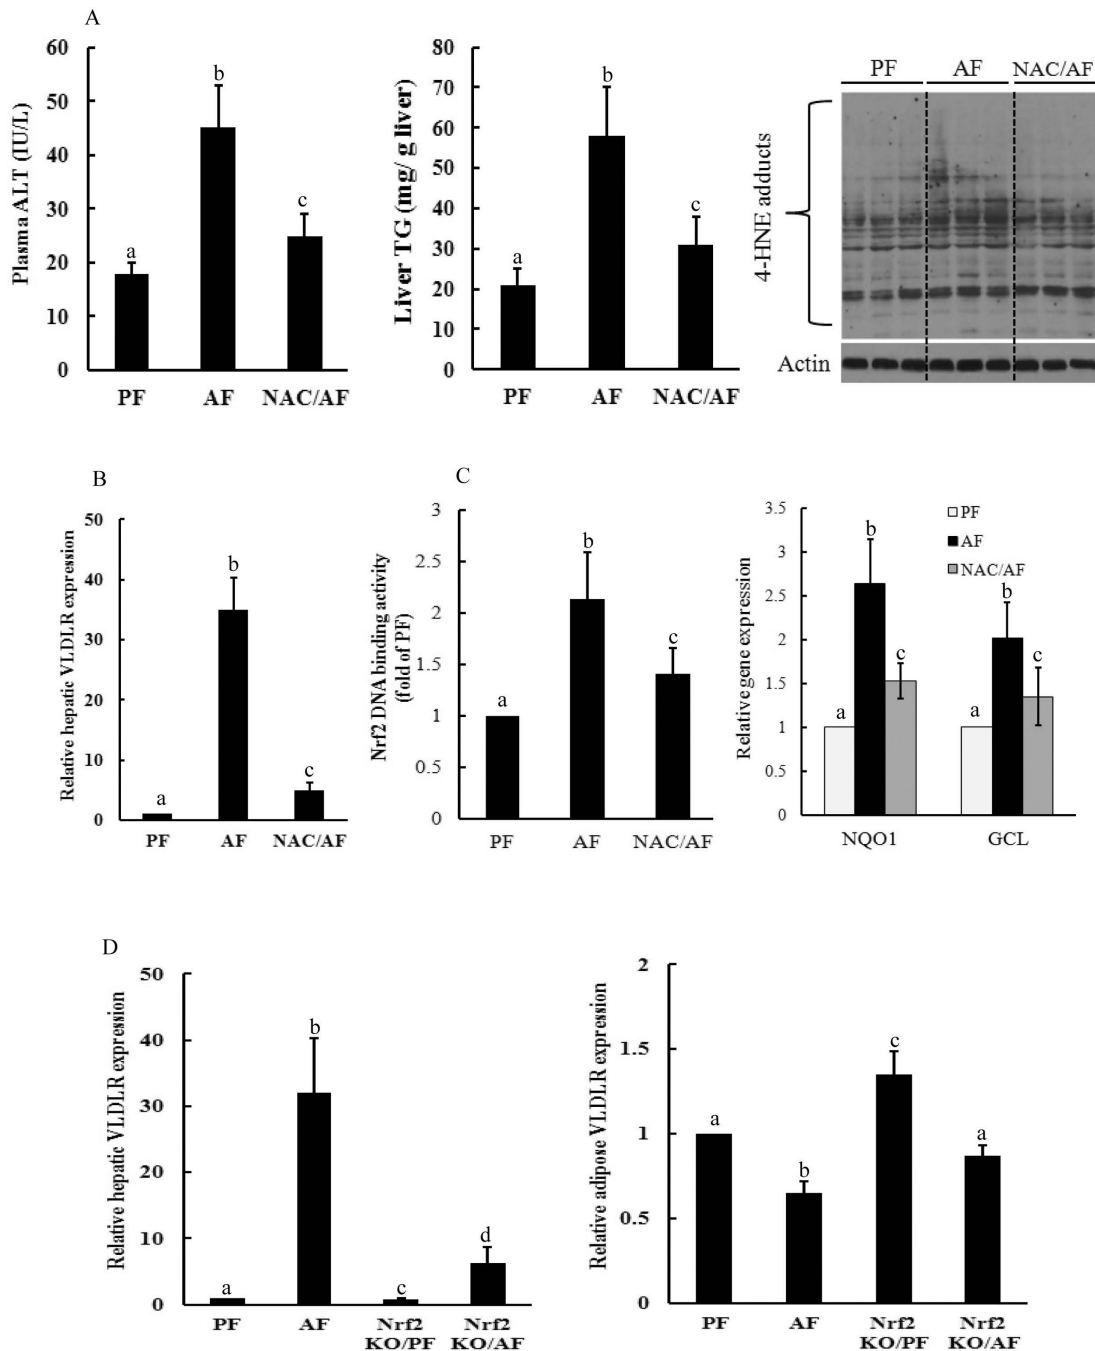 A
Plasma ALT (IU/L)
60
50
40
30
20
10
0
a
b
c
PF
AF
NAC/AF
Liver TG (mg/ g liver)
80
70
60
50
40
30
20
10
0
a
b
c
PF
AF
NAC/AF
PF
AF
NAC/AF
4-HNE adducts
Actin
B
Relative hepatic VLDLR expression
50
40
30
20
10
0
a
b
c
PF
AF
NAC/AF
C
Nrf2 DNA binding activity
(fold of PF)
3
2.5
2
1.5
1
0.5
0
a
b
c
PF
AF
NAC/AF
Relative gene expression
3.5
3
2.5
2
1.5
1
0.5
0
PF
AF
NAC/AF
a
b
c
a
b
c
NQO1
GCL
D
Relative hepatic VLDLR expression
50
40
30
20
10
0
a
b
c
d
PF
AF
Nrf2
KO/PF
Nrf2
KO/AF
Relative adipose VLDLR expression
2
1.5
1
0.5
0
a
b
c
a
PF
AF
Nrf2
KO/PF
Nrf2
KO/AF